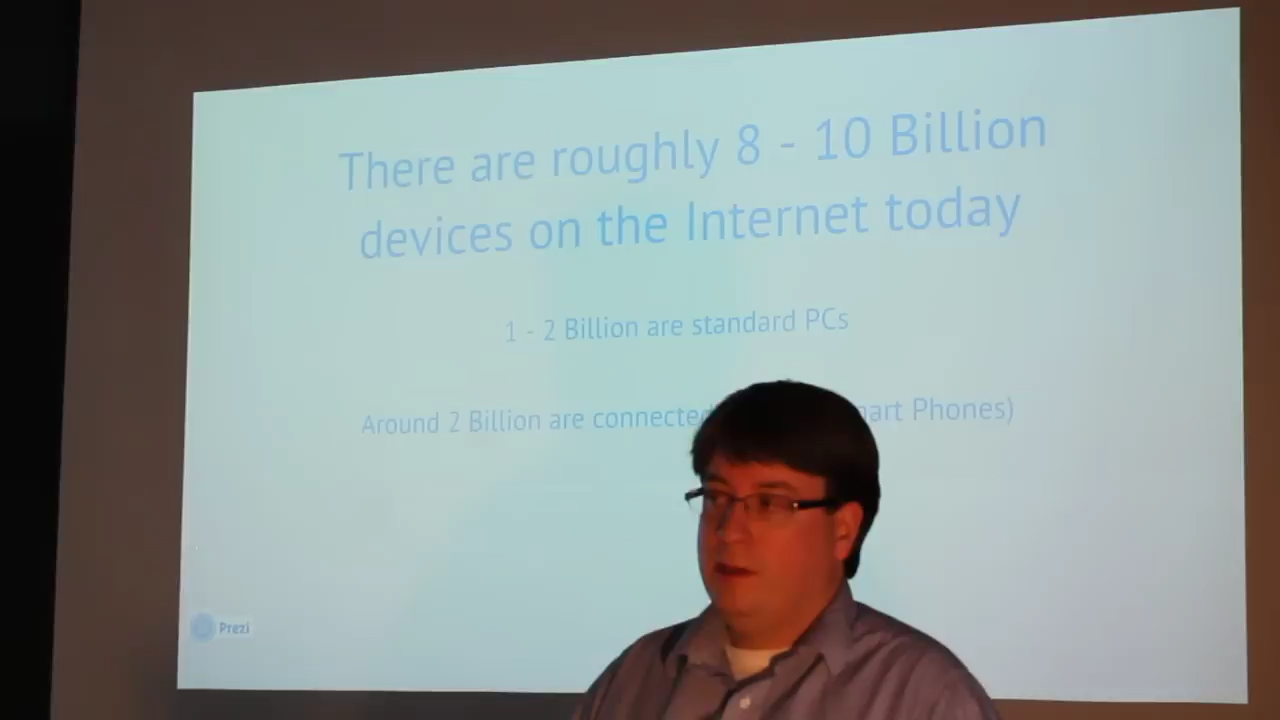 There are roughly 8 - 10 Billion
devices on the Internet today
1 - 2 Billion are standard PCs
Around 2 Billion are connected Phones)
Prezi